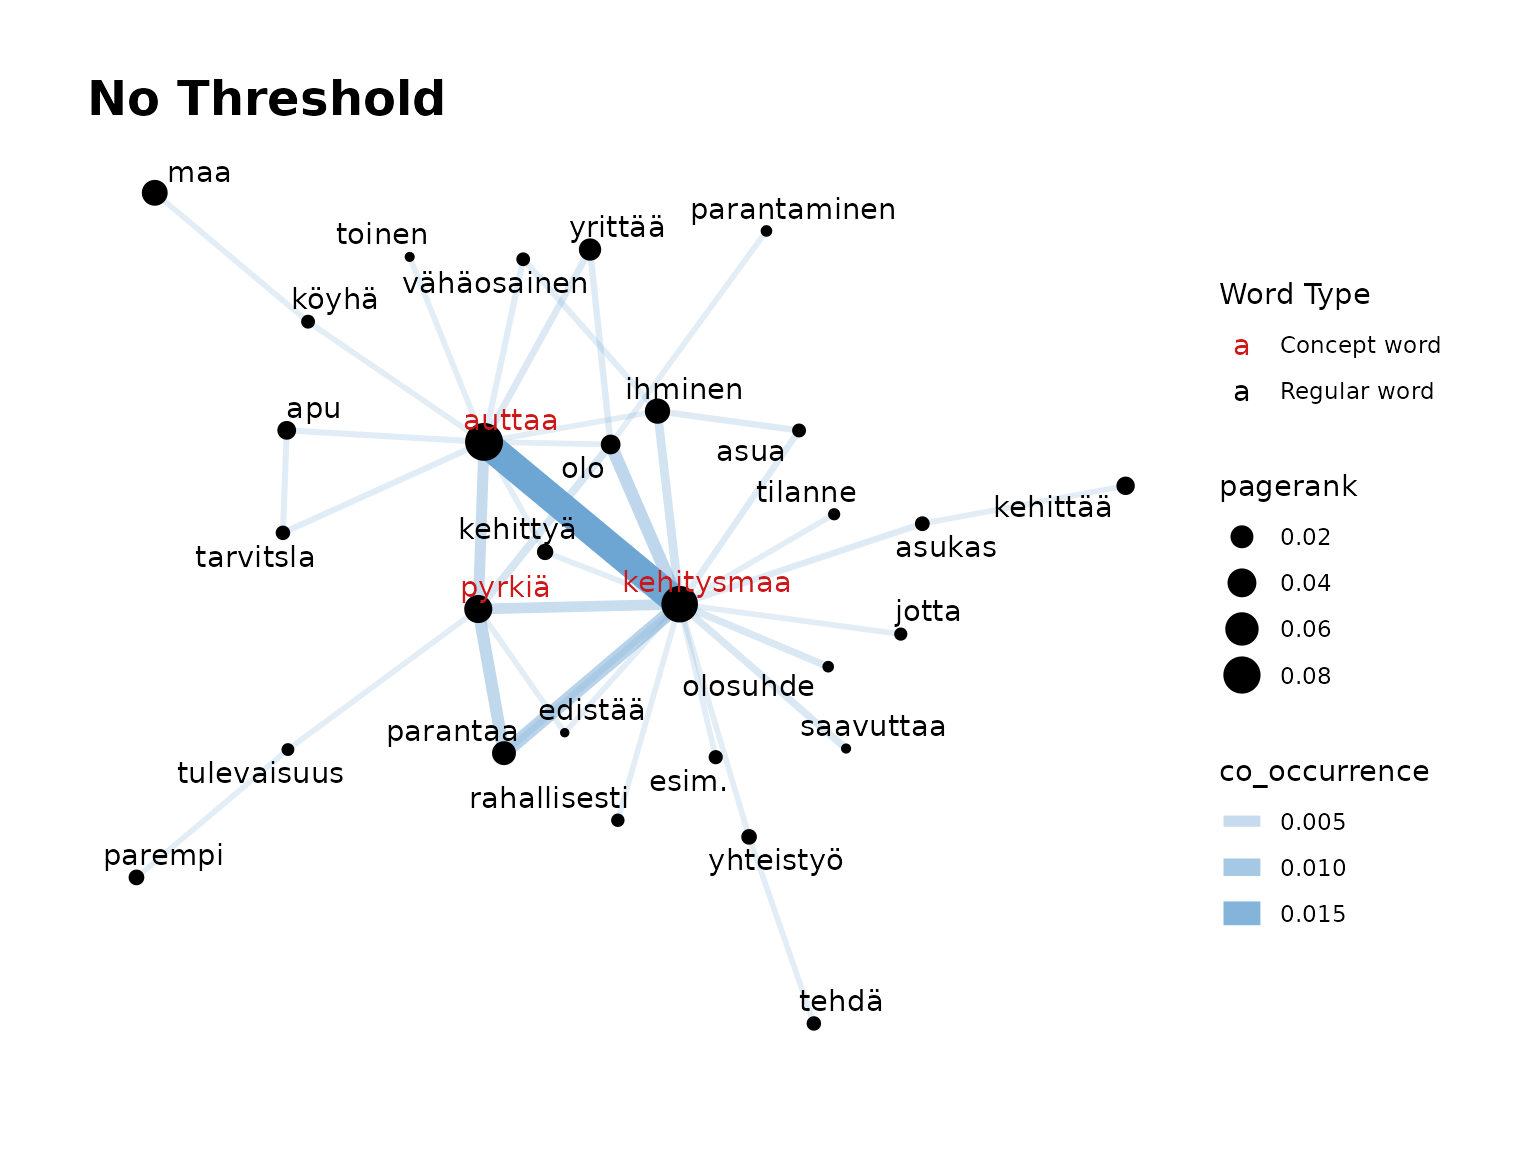 No Threshold
maa
parantaminen
yrittää
toinen
vähäosainen
köyhä
ihminen
apu
auttaa
asua
olo
tilanne
kehittää
kehittyä
asukas
tarvitsla
kehitysmaa
pyrkiä
jotta
olosuhde
edistää
saavuttaa
parantaa
tulevaisuus
esim.
rahallisesti
parempi
yhteistyö
tehdä
Word Type
a Concept word
a Regular word
pagerank
0.02
0.04
0.06
0.08
co_occurrence
0.005
0.010
0.015